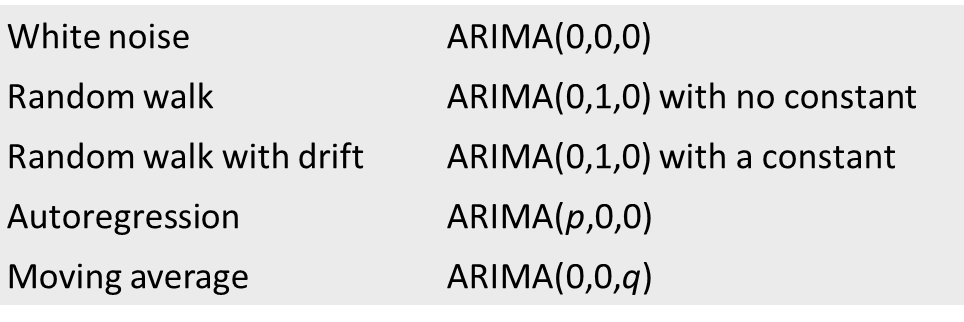 White noise ARIMA(0,0,0)
Random walk ARIMA(0,1,0) with no constant
Random walk with drift ARIMA(0,1,0) with a constant
Autoregression ARIMA(p,0,0)
Moving average ARIMA(0,0,q)